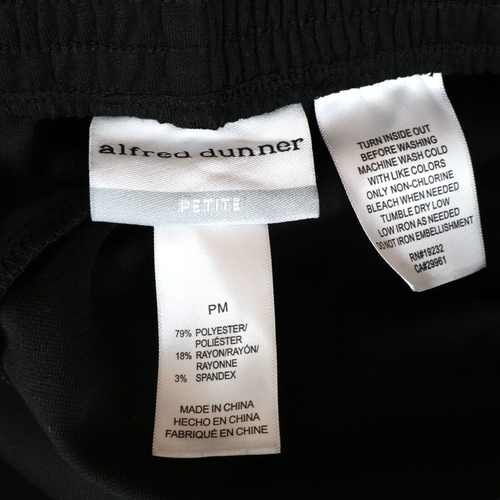 alfred dunner
PETITE
PM
79% POLYESTER/
POLIÉSTER
18% RAYON/RAYÓN/
RAYONNE
3% SPANDEX
MADE IN CHINA
HECHO EN CHINA
FABRIQUÉ EN CHINE
TURN INSIDE OUT
BEFORE WASHING
MACHINE WASH COLD
WITH LIKE COLORS
ONLY NON-CHLORINE
BLEACH WHEN NEEDED
TUMBLE DRY LOW
LOW IRON AS NEEDED
DO NOT IRON EMBELLISHMENT
RN#19232
CA#29961